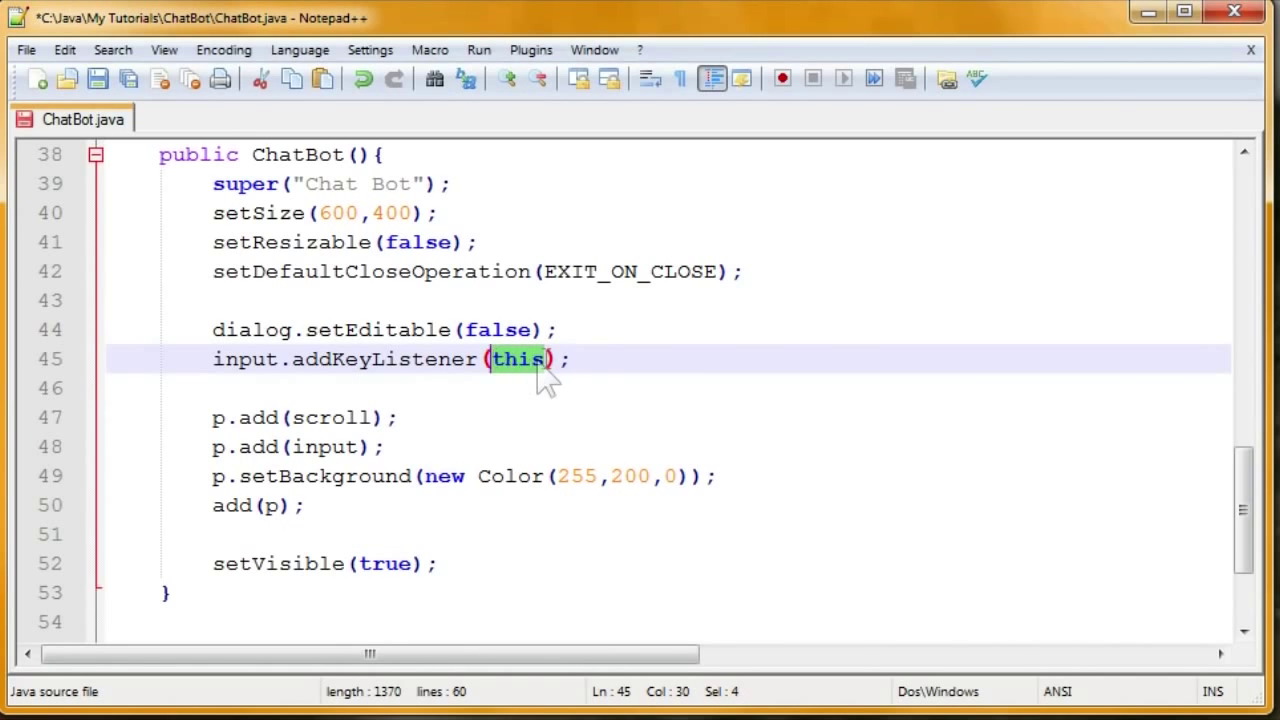 *C:\Java\My Tutorials\ChatBot\ChatBot.java - Notepad++
File Edit Search View Encoding Language Settings Macro Run Plugins Window ? X
ChatBot.java
38 public ChatBot(){
39 super("Chat Bot");
40 setSize(600,400);
41 setResizable(false);
42 setDefaultCloseOperation(EXIT_ON_CLOSE);
43
44 dialog.setEditable(false);
45 input.addKeyListener(this);
46
47 p.add(scroll);
48 p.add(input);
49 p.setBackground(new Color(255,200,0));
50 add(p);
51
52 setVisible(true);
53 }
54
Java source file length : 1370 lines : 60 Ln : 45 Col : 30 Sel : 4 Dos\Windows ANSI INS